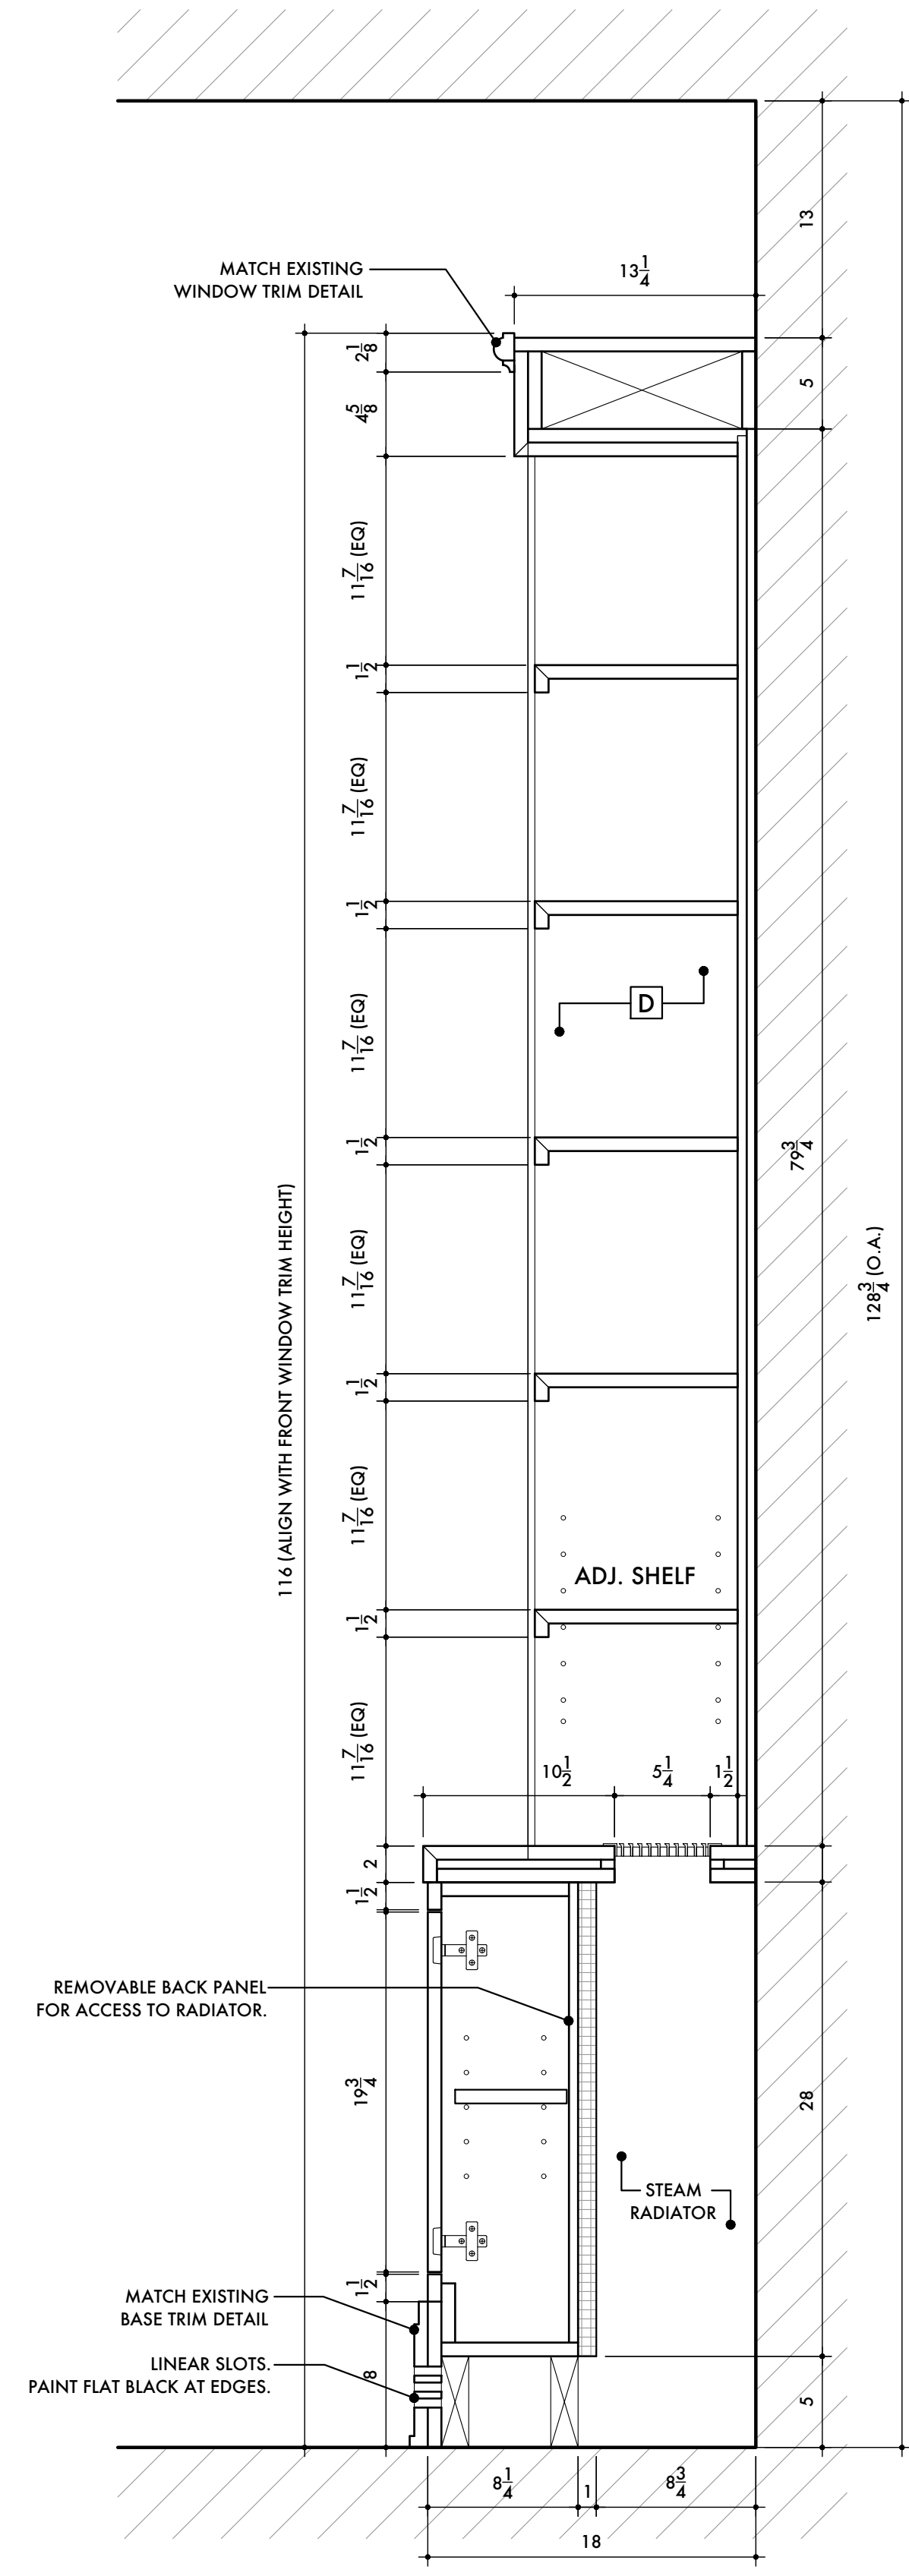 13
13 1/4
MATCH EXISTING
WINDOW TRIM DETAIL
2 1/8
5
4 5/8
11 7/16 (EQ)
1 1/2
11 7/16 (EQ)
1 1/2
D
11 7/16 (EQ)
1 1/2
79 3/4
116 (ALIGN WITH FRONT WINDOW TRIM HEIGHT)
11 7/16 (EQ)
128 3/4 (O.A.)
1 1/2
11 7/16 (EQ)
ADJ. SHELF
1 1/2
11 7/16 (EQ)
10 1/2
5 1/4
1 1/2
2
1 1/2
REMOVABLE BACK PANEL
FOR ACCESS TO RADIATOR.
19 3/4
28
STEAM
RADIATOR
1 1/2
MATCH EXISTING
BASE TRIM DETAIL
LINEAR SLOTS.
PAINT FLAT BLACK AT EDGES.
8
5
8 1/4
1
8 3/4
18